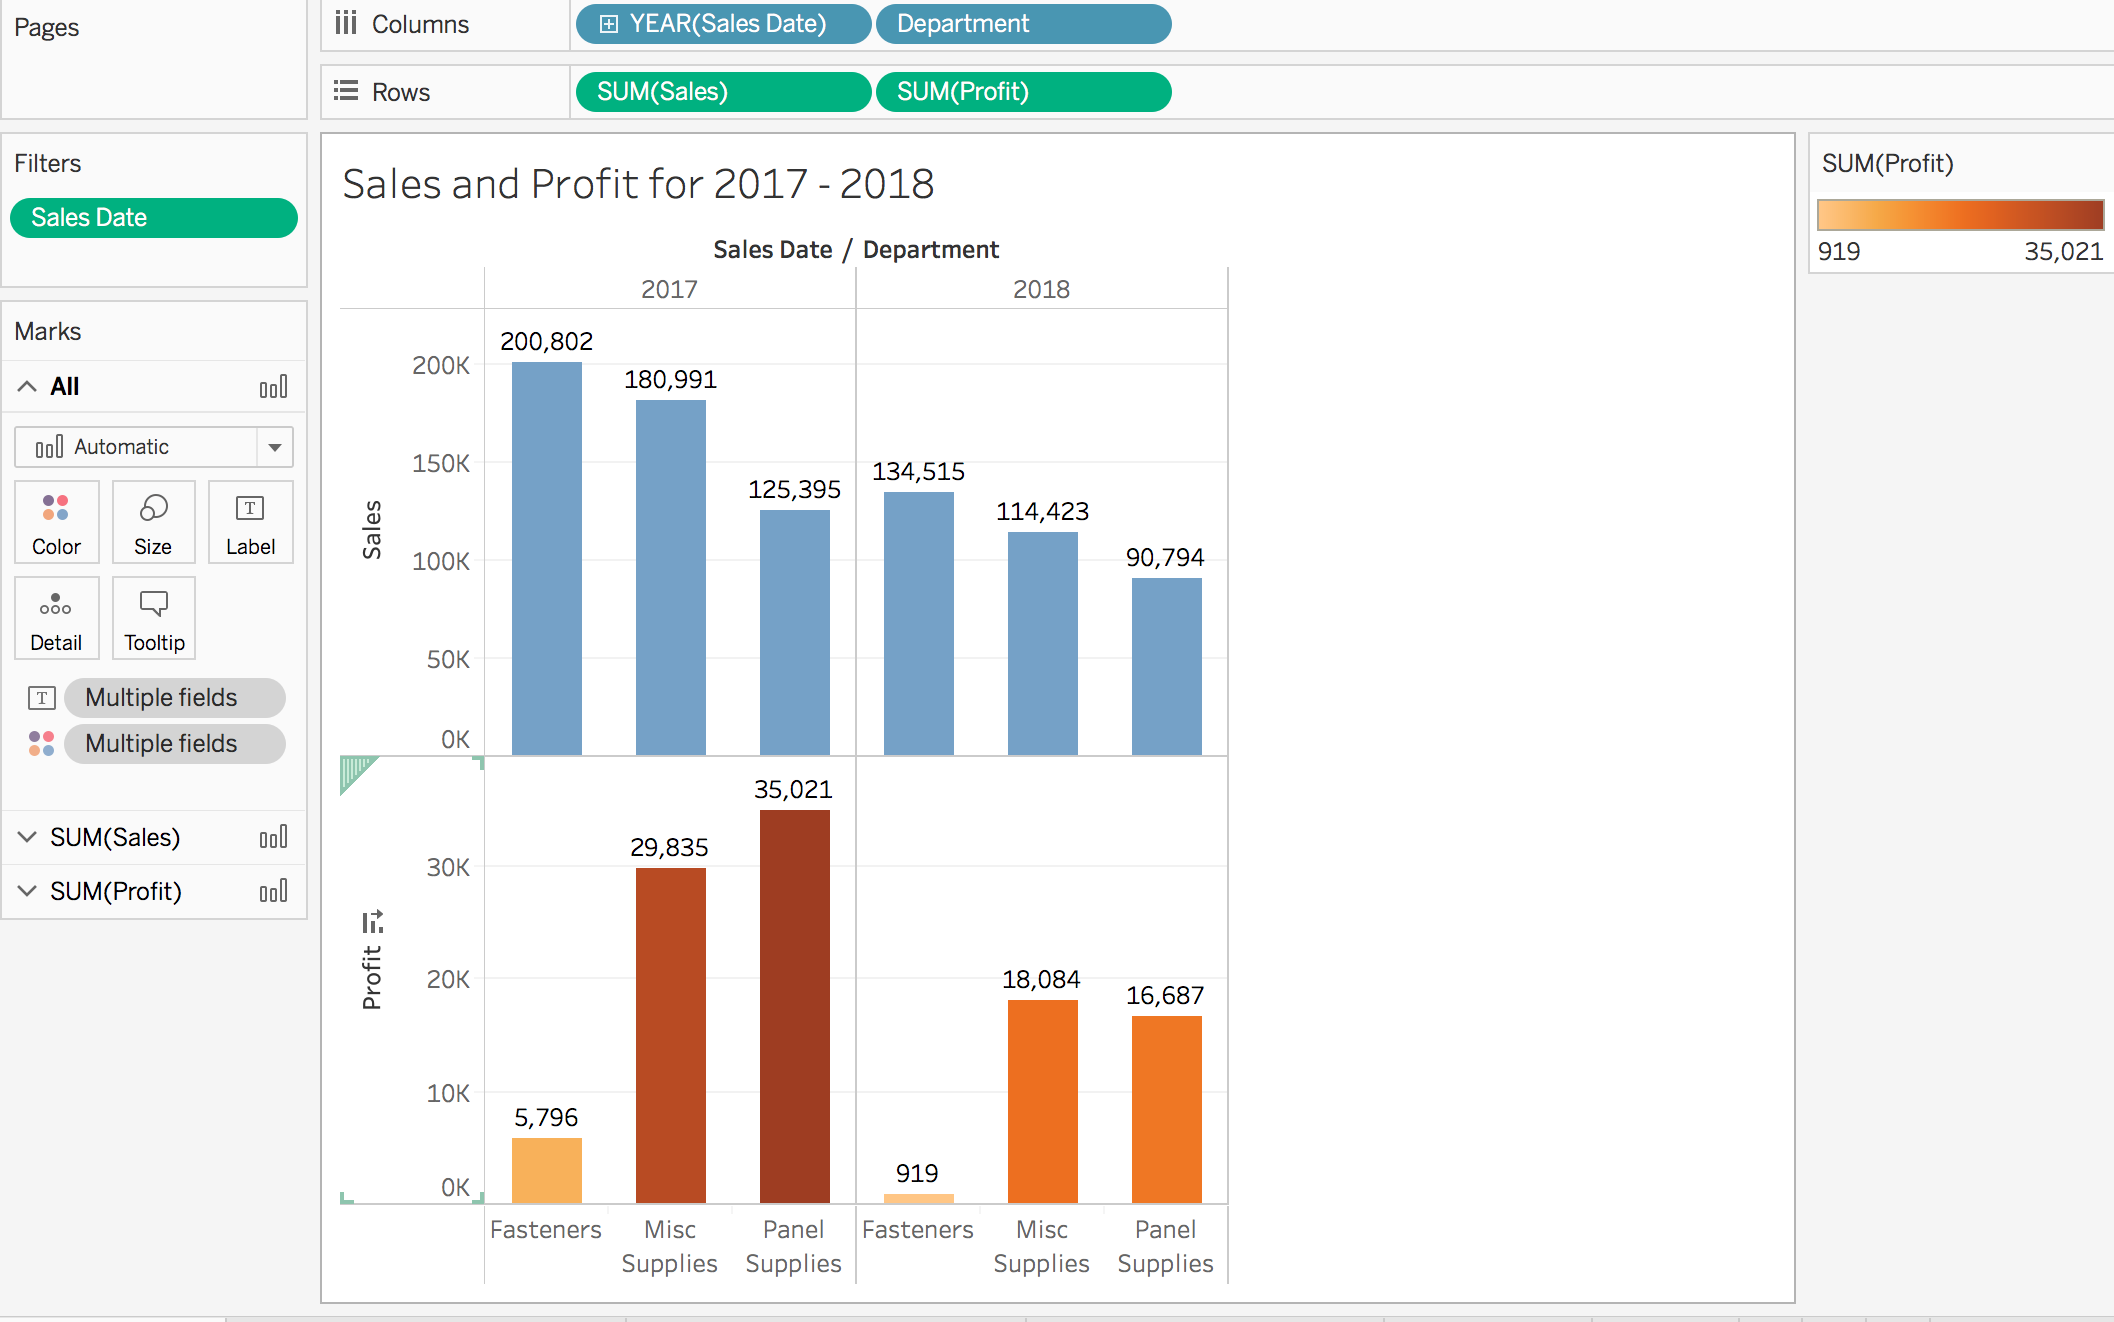 Pages
Columns
YEAR(Sales Date)
Department
Rows
SUM(Sales)
SUM(Profit)
Filters
Sales Date
Marks
All
Automatic
Color
Size
T
Label
Detail
Tooltip
T
Multiple fields
Multiple fields
SUM(Sales)
SUM(Profit)
Sales and Profit for 2017 - 2018
Sales Date / Department
2017
2018
Sales
200K
150K
100K
50K
0K
200,802
180,991
125,395
134,515
114,423
90,794
Profit
30K
20K
10K
0K
5,796
29,835
35,021
919
18,084
16,687
Fasteners
Misc
Supplies
Panel
Supplies
Fasteners
Misc
Supplies
Panel
Supplies
SUM(Profit)
919
35,021